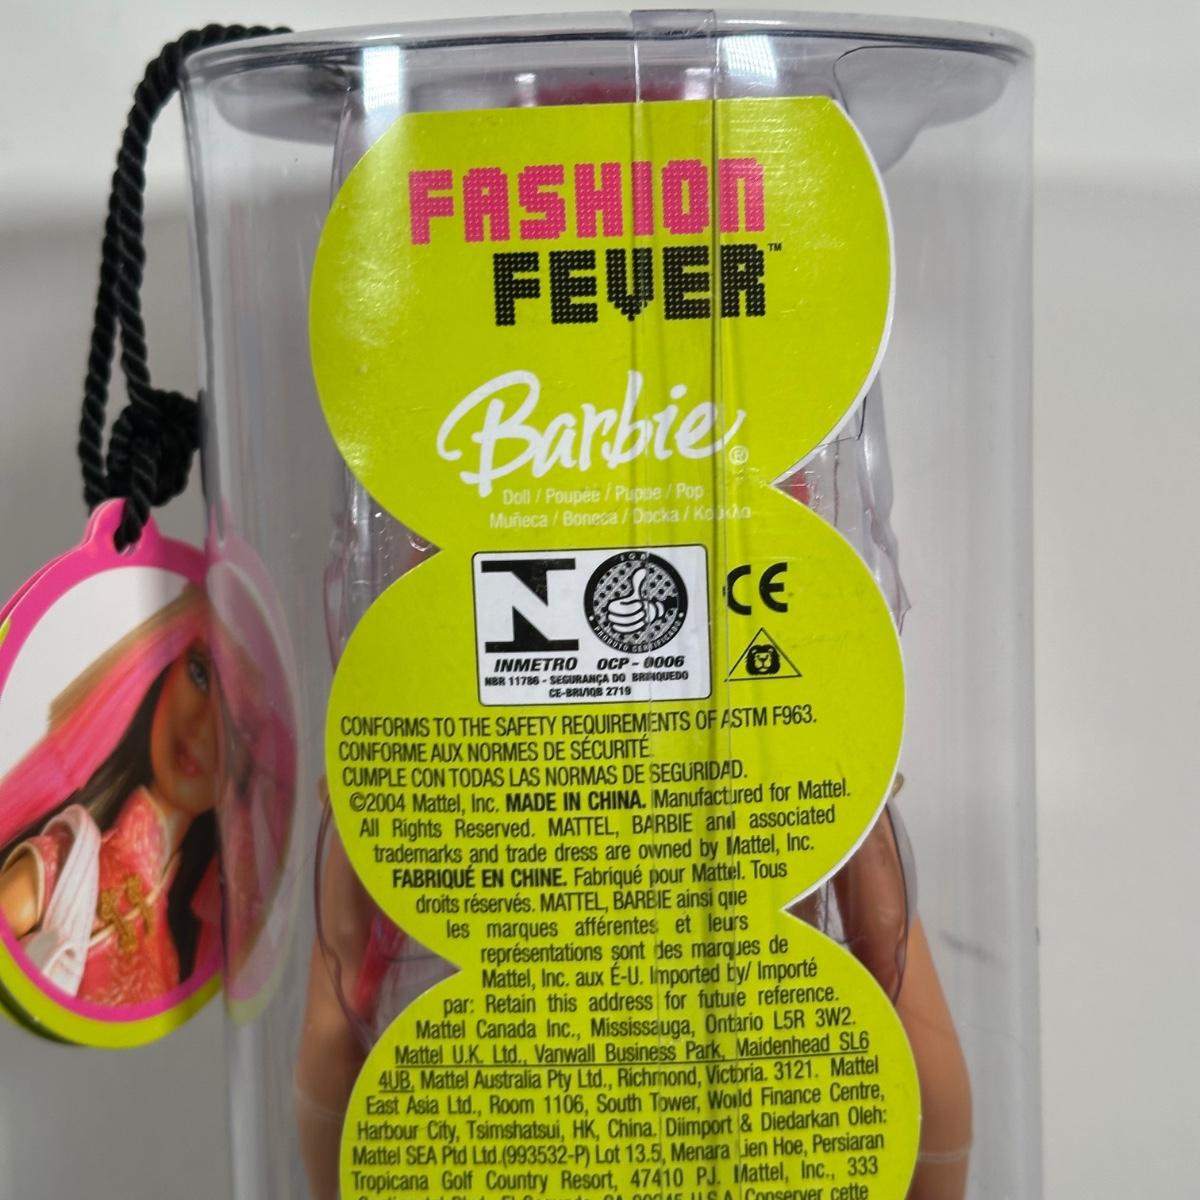 FASHION
FEVER™
Barbie®
Doll / Poupée / Puppe / Pop
Muñeca / Boneca / Docka / Κούκλα
IQB
PRODUTO CERTIFICADO
INMETRO OCP - 0006
NBR 11786 - SEGURANÇA DO BRINQUEDO
CE-BRI/IQB 2719
CE
CONFORMS TO THE SAFETY REQUIREMENTS OF ASTM F963.
CONFORME AUX NORMES DE SÉCURITÉ.
CUMPLE CON TODAS LAS NORMAS DE SEGURIDAD.
©2004 Mattel, Inc. MADE IN CHINA. Manufactured for Mattel.
All Rights Reserved. MATTEL, BARBIE and associated
trademarks and trade dress are owned by Mattel, Inc.
FABRIQUÉ EN CHINE. Fabriqué pour Mattel. Tous
droits réservés. MATTEL, BARBIE ainsi que
les marques afférentes et leurs
représentations sont des marques de
Mattel, Inc. aux É-U. Imported by/ Importé
par: Retain this address for future reference.
Mattel Canada Inc., Mississauga, Ontario L5R 3W2.
Mattel U.K. Ltd., Vanwall Business Park, Maidenhead SL6
4UB. Mattel Australia Pty Ltd., Richmond, Victoria. 3121. Mattel
East Asia Ltd., Room 1106, South Tower, World Finance Centre,
Harbour City, Tsimshatsui, HK, China. Diimport & Diedarkan Oleh:
Mattel SEA Ptd Ltd.(993532-P) Lot 13.5, Menara Lien Hoe, Persiaran
Tropicana Golf Country Resort, 47410 PJ. Mattel, Inc., 333
Conserver cette